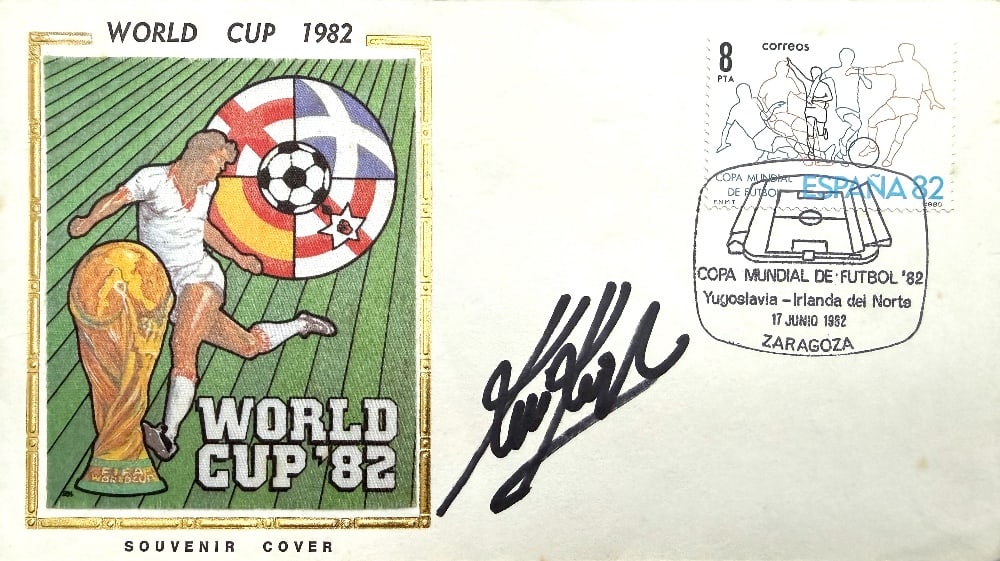 WORLD CUP 1982
WORLD
CUP '82
FIFA
WORLD CUP
SOUVENIR COVER
8
PTA
correos
COPA MUNDIAL
DE FUTBOL
ESPAÑA 82
F.N.M.T.
1980
COPA MUNDIAL DE FUTBOL '82
Yugoslavia - Irlanda del Norte
17 JUNIO 1982
ZARAGOZA